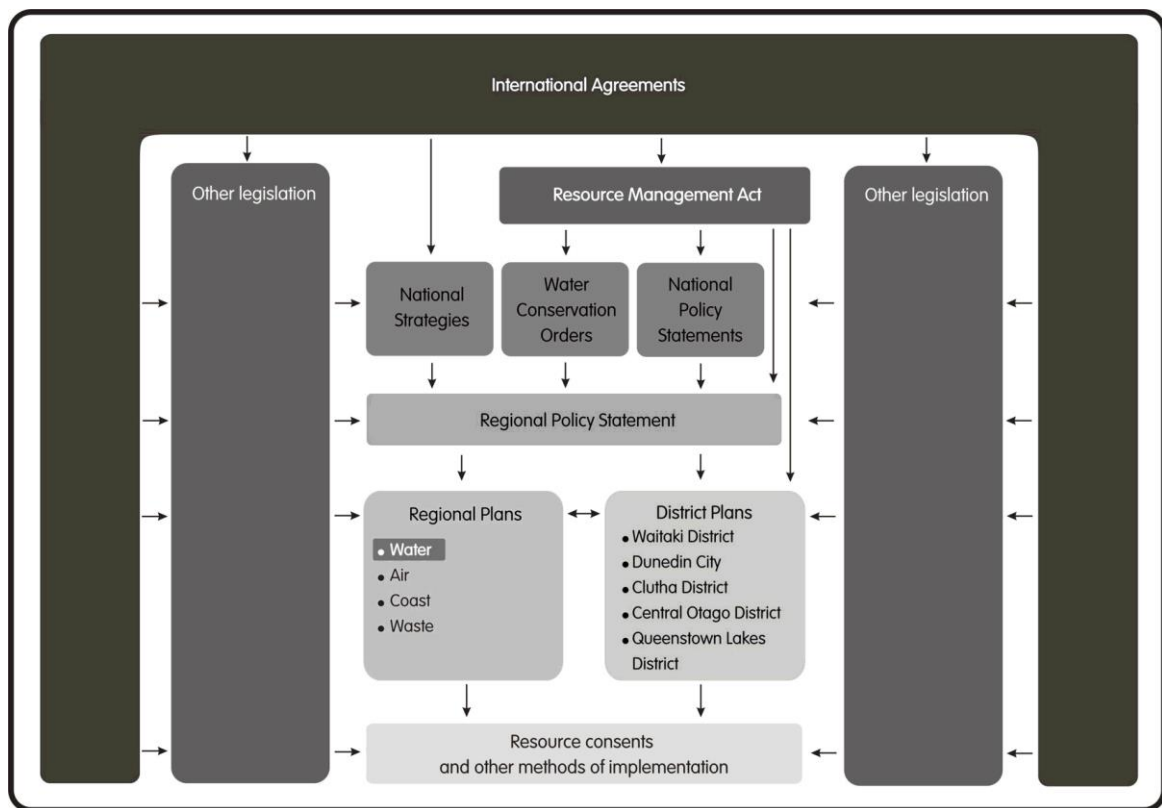 International Agreements
Other legislation
Resource Management Act
Other legislation
National
Strategies
Water
Conservation
Orders
National
Policy
Statements
Regional Policy Statement
Regional Plans
• Water
• Air
• Coast
• Waste
District Plans
• Waitaki District
• Dunedin City
• Clutha District
• Central Otago District
• Queenstown Lakes
District
Resource consents
and other methods of implementation